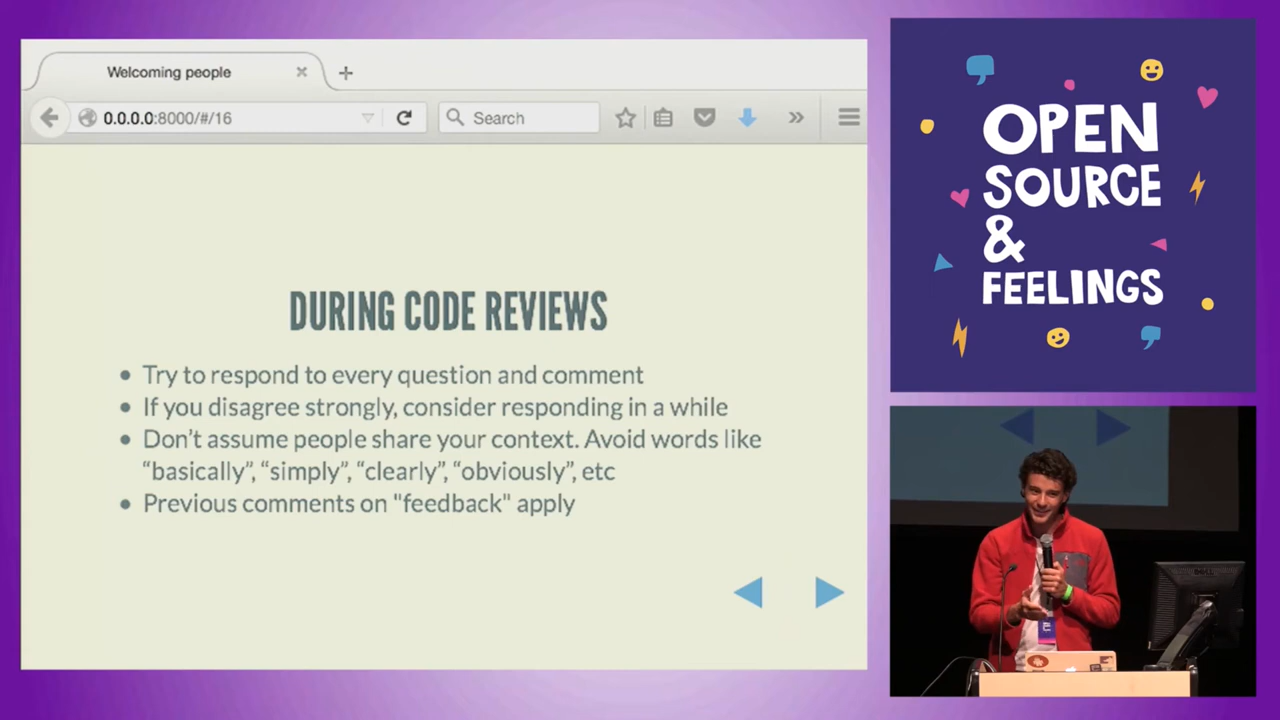 Welcoming people
0.0.0.0:8000/#/16
Search
DURING CODE REVIEWS
• Try to respond to every question and comment
• If you disagree strongly, consider responding in a while
• Don't assume people share your context. Avoid words like
“basically”, “simply”, “clearly”, “obviously”, etc
• Previous comments on "feedback" apply
OPEN
SOURCE
&
FEELINGS
DELL